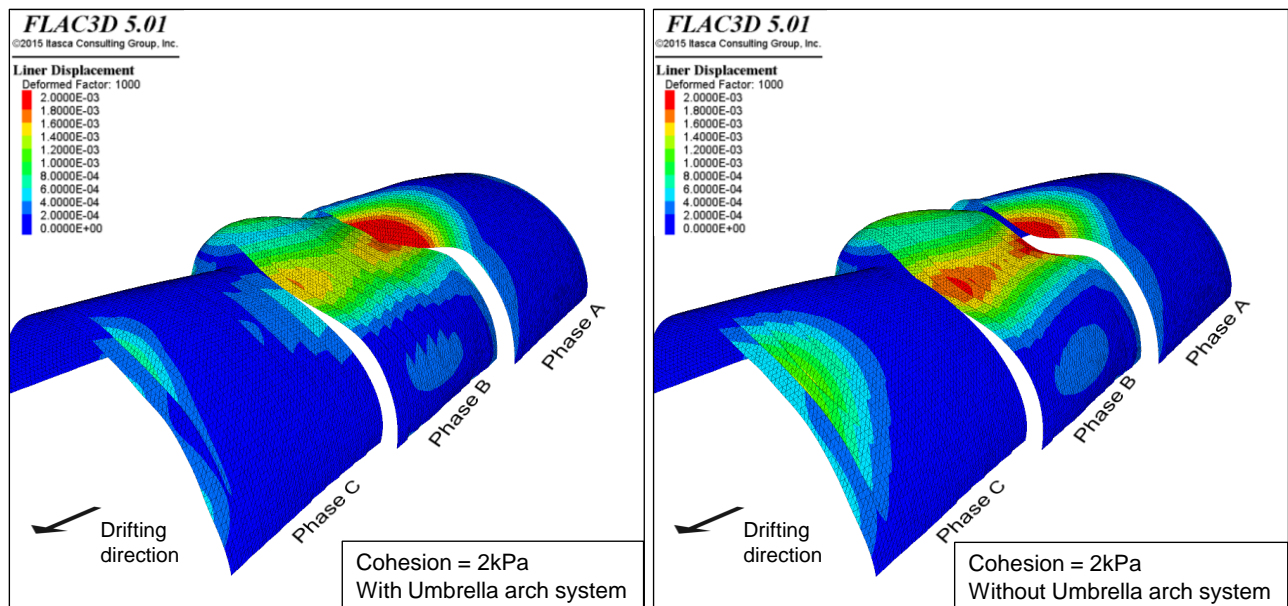 FLAC3D 5.01
©2015 Itasca Consulting Group, Inc.
Liner Displacement
Deformed Factor: 1000
2.0000E-03
1.8000E-03
1.6000E-03
1.4000E-03
1.2000E-03
1.0000E-03
8.0000E-04
6.0000E-04
4.0000E-04
2.0000E-04
0.0000E+00
Phase A
Phase B
Phase C
Drifting
direction
Cohesion = 2kPa
With Umbrella arch system
FLAC3D 5.01
©2015 Itasca Consulting Group, Inc.
Liner Displacement
Deformed Factor: 1000
2.0000E-03
1.8000E-03
1.6000E-03
1.4000E-03
1.2000E-03
1.0000E-03
8.0000E-04
6.0000E-04
4.0000E-04
2.0000E-04
0.0000E+00
Phase A
Phase B
Phase C
Drifting
direction
Cohesion = 2kPa
Without Umbrella arch system